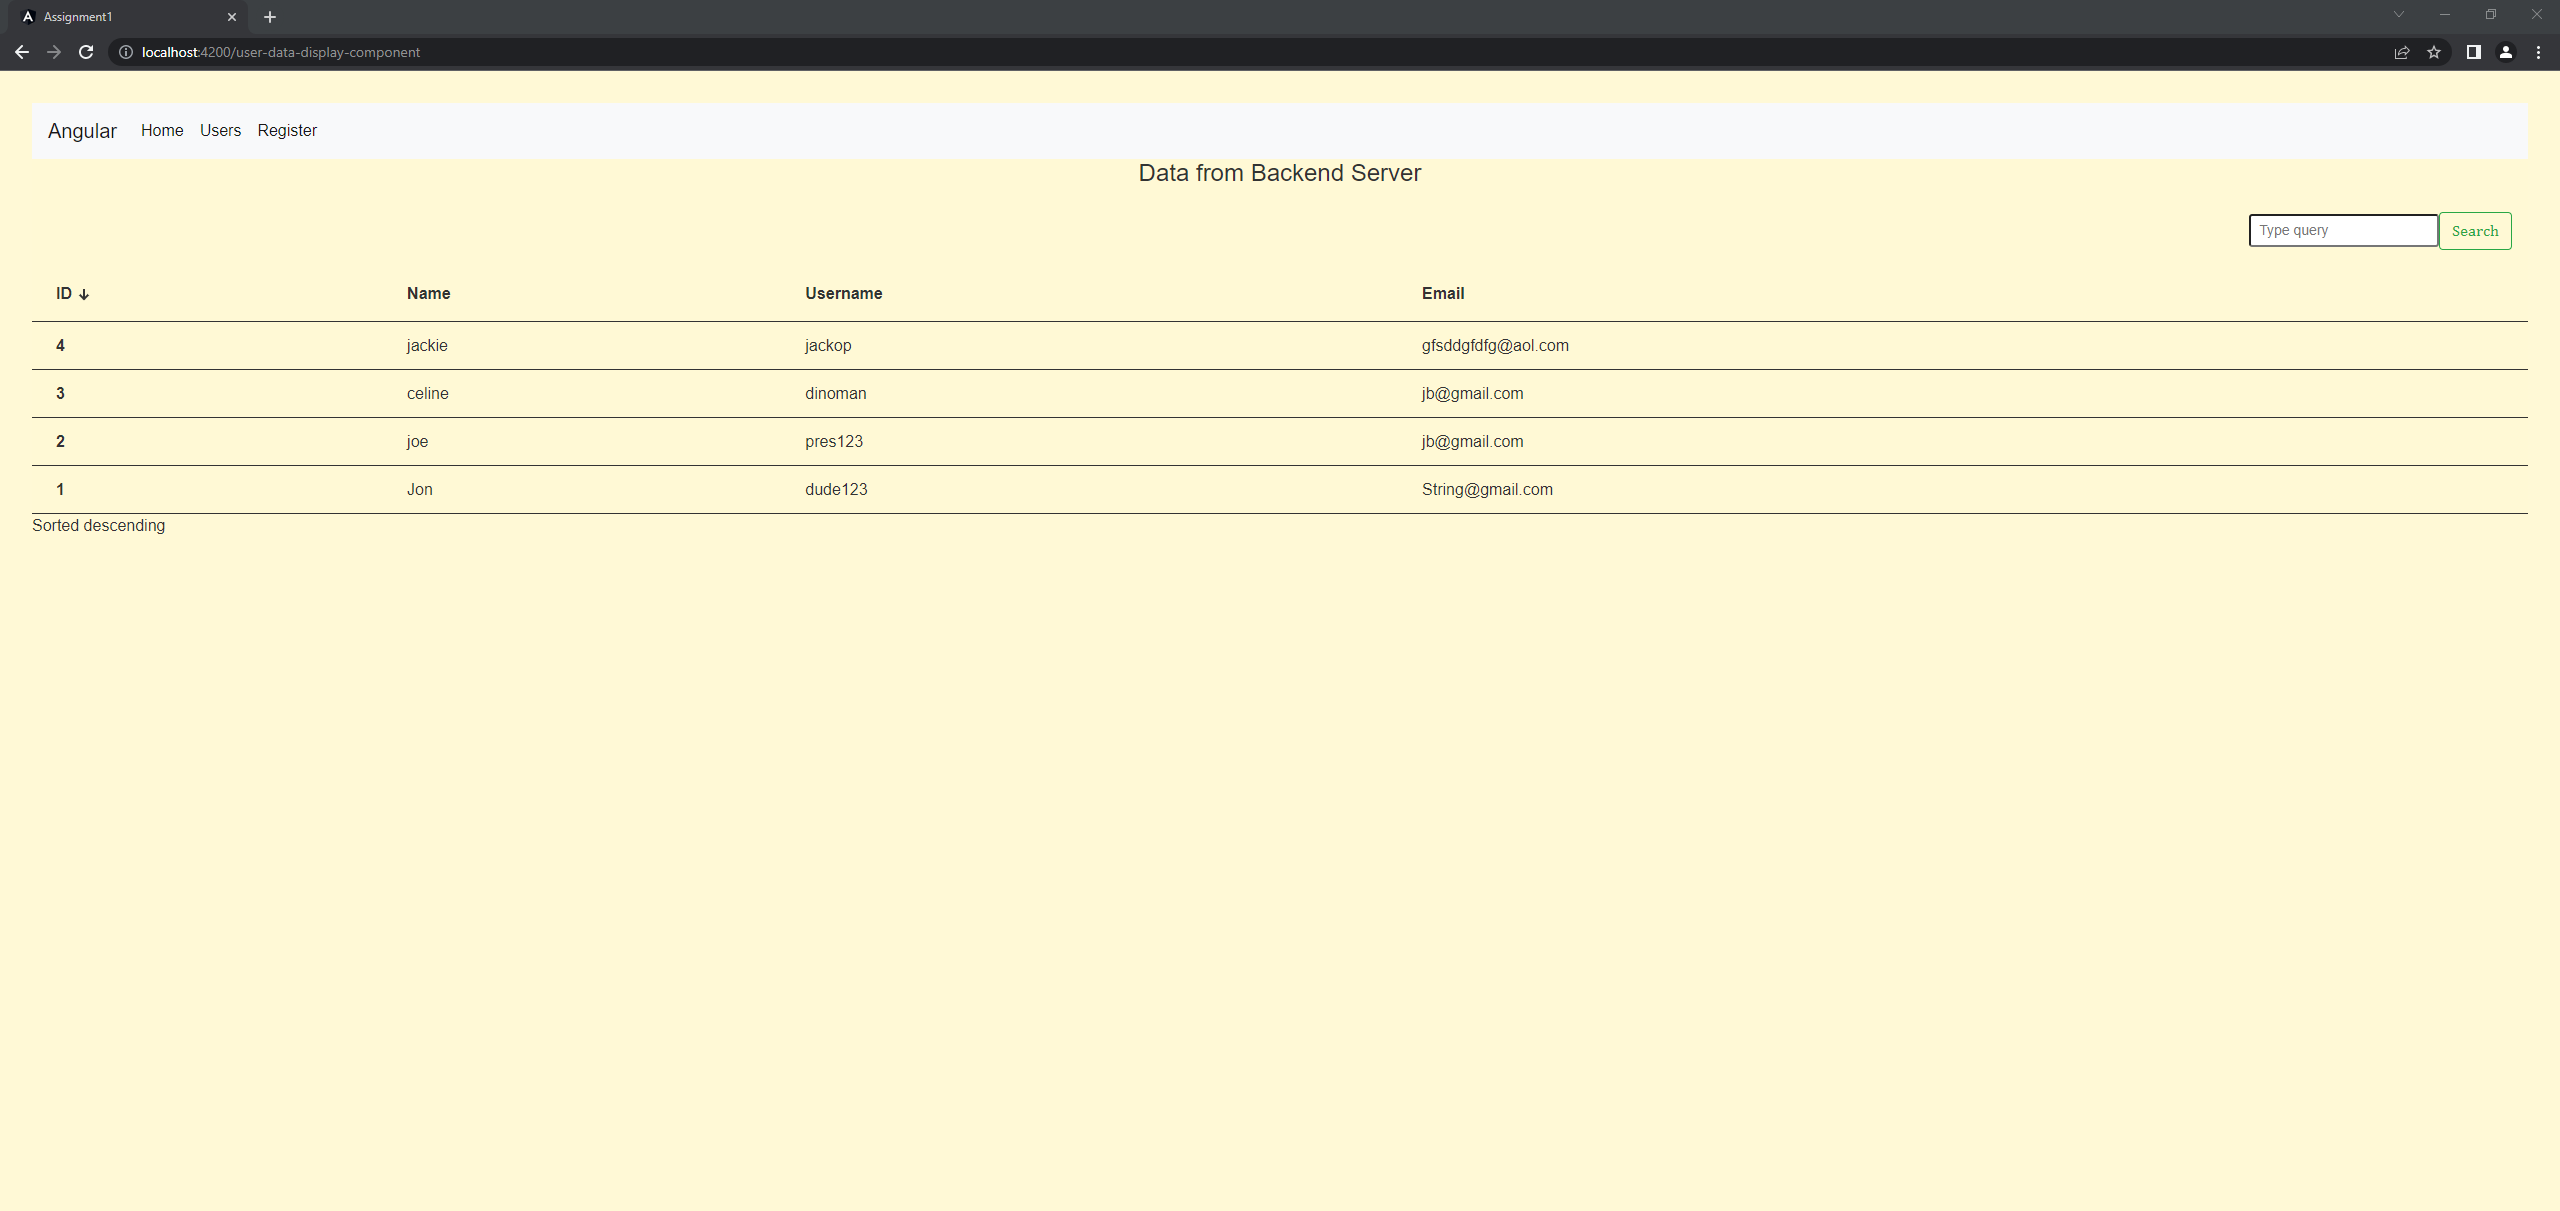 Assignment1
localhost:4200/user-data-display-component
Angular Home Users Register
Data from Backend Server
Type query Search
ID Name Username Email
4 jackie jackop gfsddgfdfg@aol.com
3 celine dinoman jb@gmail.com
2 joe pres123 jb@gmail.com
1 Jon dude123 String@gmail.com
Sorted descending